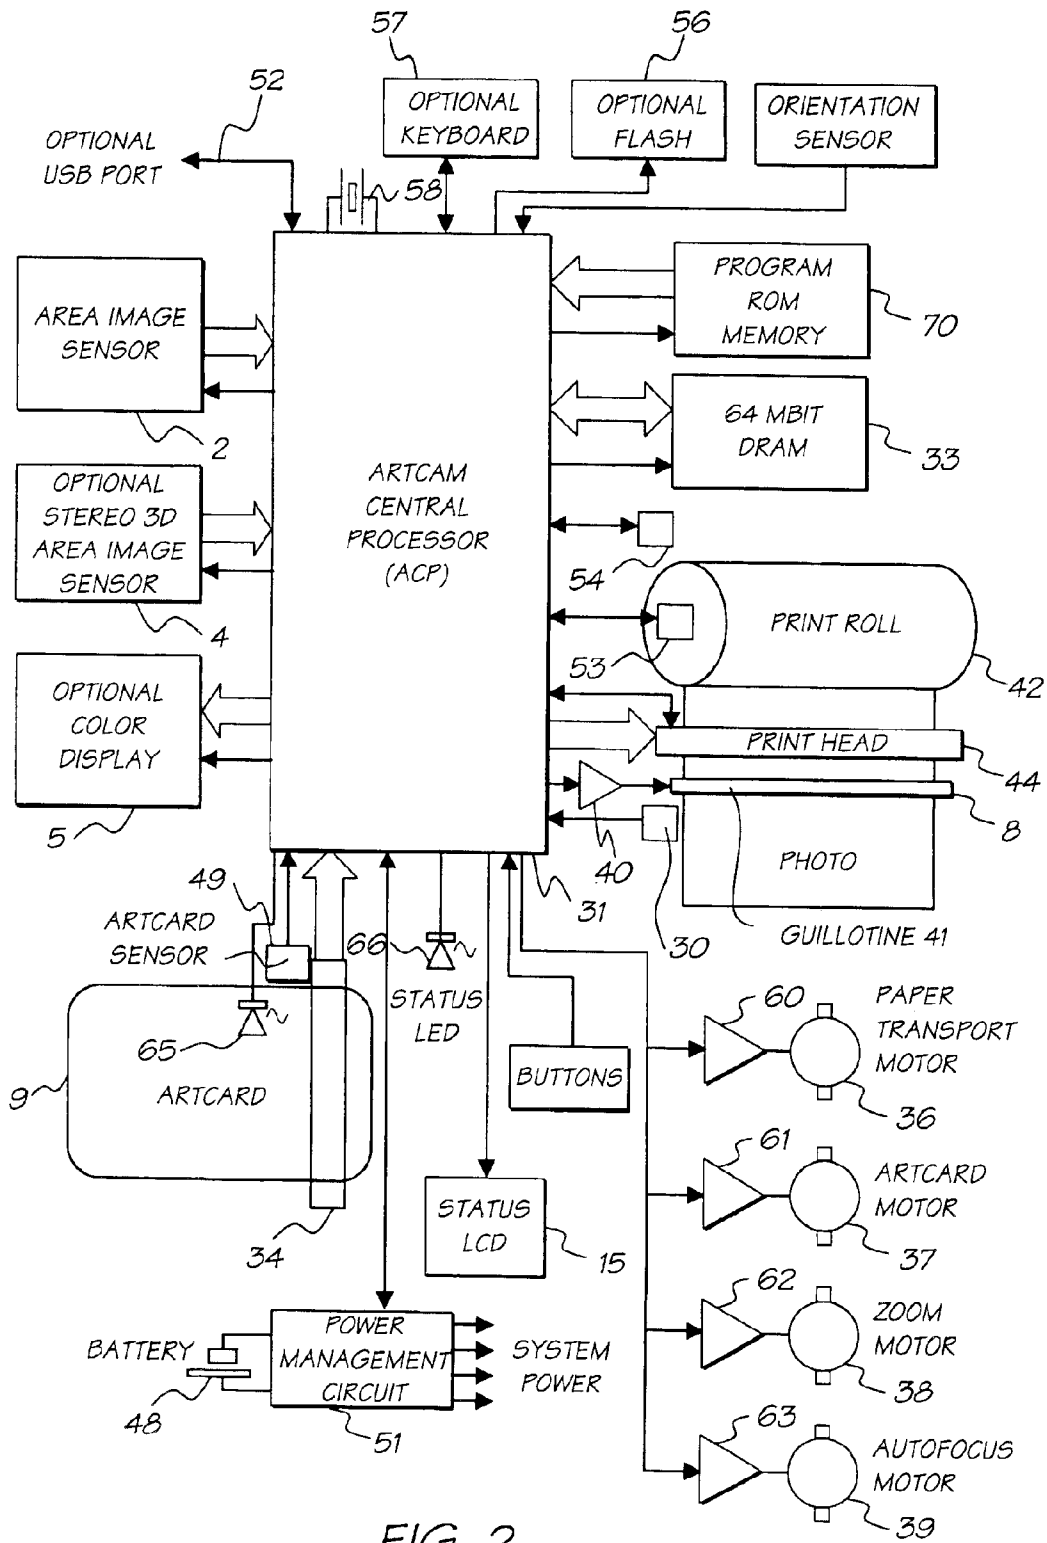 57
56
52
OPTIONAL
USB PORT
OPTIONAL
KEYBOARD
OPTIONAL
FLASH
ORIENTATION
SENSOR
58
AREA IMAGE
SENSOR
2
PROGRAM
ROM
MEMORY
70
64 MBIT
DRAM
33
OPTIONAL
STEREO 3D
AREA IMAGE
SENSOR
4
ARTCAM
CENTRAL
PROCESSOR
(ACP)
54
PRINT ROLL
53
42
OPTIONAL
COLOR
DISPLAY
5
PRINT HEAD
44
8
40
PHOTO
31
30
GUILLOTINE 41
49
ARTCARD
SENSOR
66
STATUS
LED
65
9
ARTCARD
34
BUTTONS
STATUS
LCD
15
60
PAPER
TRANSPORT
MOTOR
36
61
ARTCARD
MOTOR
37
62
ZOOM
MOTOR
38
63
AUTOFOCUS
MOTOR
39
BATTERY
48
POWER
MANAGEMENT
CIRCUIT
51
SYSTEM
POWER
FIG. 2